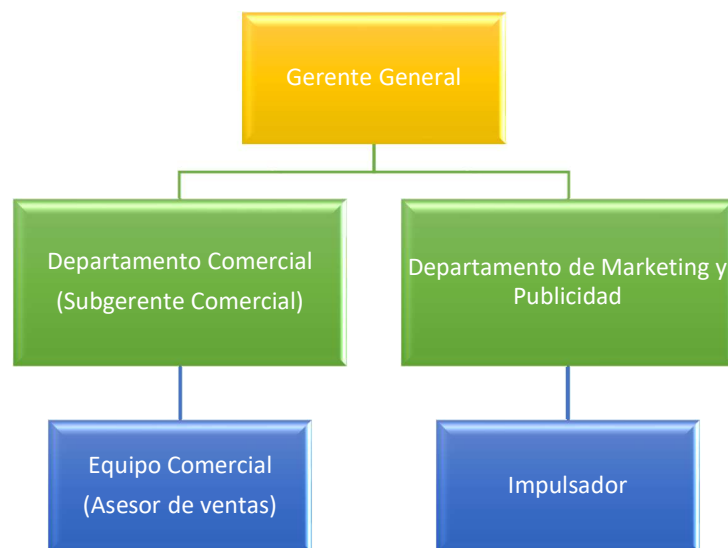 Gerente General
Departamento Comercial
(Subgerente Comercial)
Departamento de Marketing y
Publicidad
Equipo Comercial
(Asesor de ventas)
Impulsador